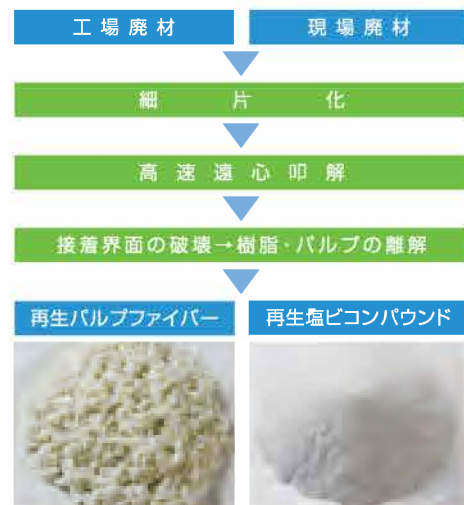 工場廃材
現場廃材
細片化
高速遠心叩解
接着界面の破壊→樹脂・パルプの離解
再生パルプファイバー
再生塩ビコンパウンド